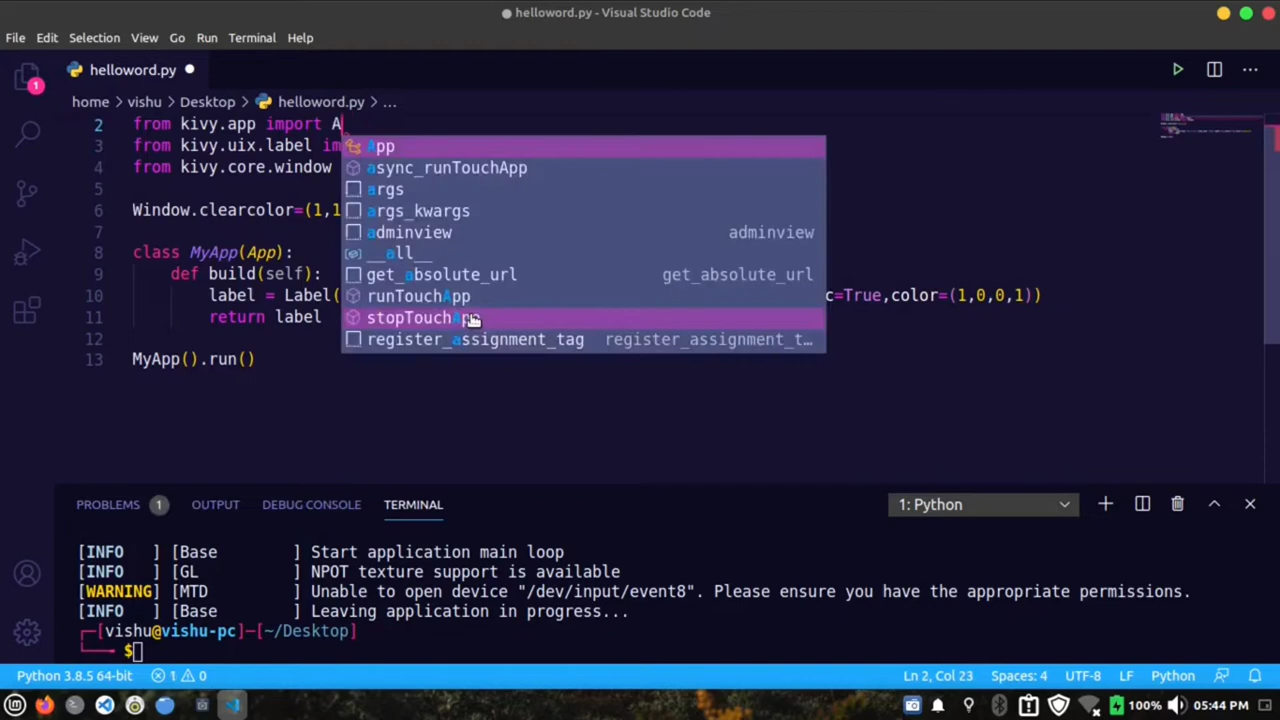 helloword.py - Visual Studio Code
File Edit Selection View Go Run Terminal Help
1
helloword.py
home > vishu > Desktop > helloword.py > ...
2 from kivy.app import A
3 from kivy.uix.label im
4 from kivy.core.window
5
6 Window.clearcolor=(1,1
7
8 class MyApp(App):
9 def build(self):
10 label = Label( c=True,color=(1,0,0,1))
11 return label
12
13 MyApp().run()
App
async_runTouchApp
args
args_kwargs
adminview adminview
__all__
get_absolute_url get_absolute_url
runTouchApp
stopTouchApp
register_assignment_tag register_assignment_t...
PROBLEMS 1 OUTPUT DEBUG CONSOLE TERMINAL 1: Python
[INFO ] [Base ] Start application main loop
[INFO ] [GL ] NPOT texture support is available
[WARNING] [MTD ] Unable to open device "/dev/input/event8". Please ensure you have the appropriate permissions.
[INFO ] [Base ] Leaving application in progress...
┌─[vishu@vishu-pc]─[~/Desktop]
└──╼ $
Python 3.8.5 64-bit 1 0 Ln 2, Col 23 Spaces: 4 UTF-8 LF Python
100% 05:44 PM